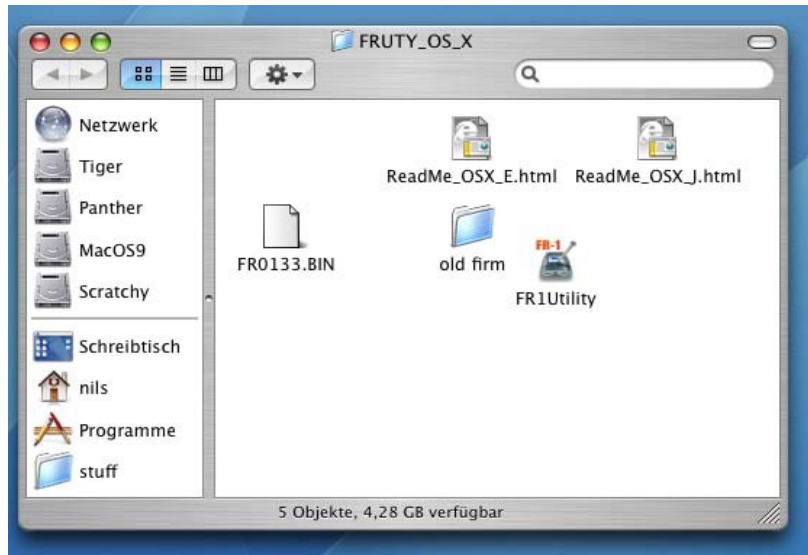 FRUTY_OS_X
Netzwerk
Tiger
Panther
MacOS9
Scratchy
Schreibtisch
nils
Programme
stuff
ReadMe_OSX_E.html
ReadMe_OSX_J.html
FR0133.BIN
old firm
FR-1
FR1Utility
5 Objekte, 4,28 GB verfügbar